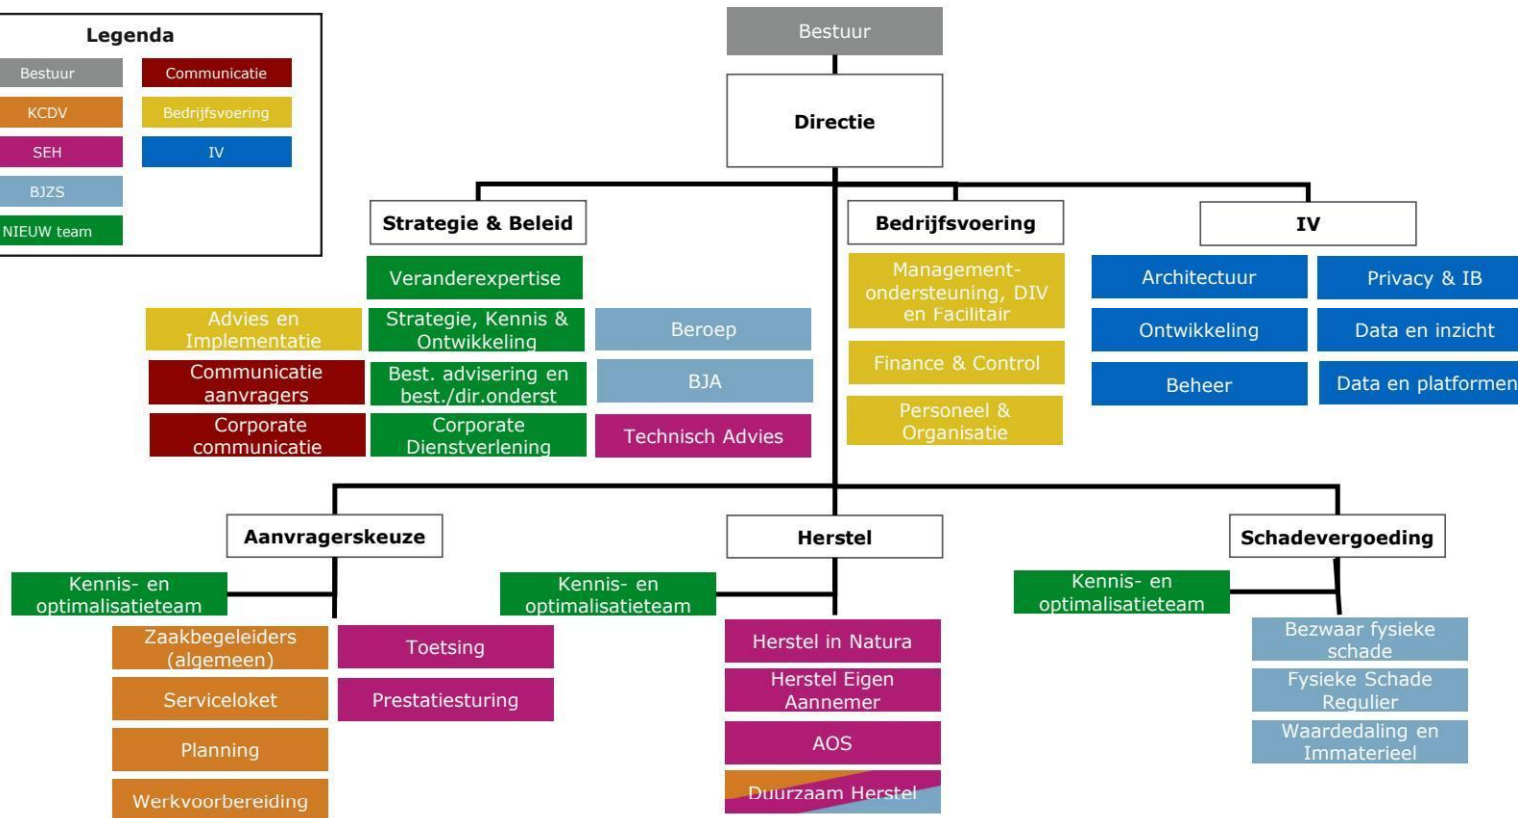 Legenda
Bestuur
Communicatie
KCDV
Bedrijfsvoering
SEH
IV
BJZS
NIEUW team
Bestuur
Directie
Strategie & Beleid
Bedrijfsvoering
IV
Veranderexpertise
Advies en
Implementatie
Strategie, Kennis &
Ontwikkeling
Beroep
Communicatie
aanvragers
Best. advisering en
best./dir.onderst
BJA
Corporate
communicatie
Corporate
Dienstverlening
Technisch Advies
Management-
ondersteuning, DIV
en Facilitair
Finance & Control
Personeel &
Organisatie
Architectuur
Privacy & IB
Ontwikkeling
Data en inzicht
Beheer
Data en platformen
Aanvragerskeuze
Herstel
Schadevergoeding
Kennis- en
optimalisatieteam
Zaakbegeleiders
(algemeen)
Toetsing
Serviceloket
Prestatiesturing
Planning
Werkvoorbereiding
Kennis- en
optimalisatieteam
Herstel in Natura
Herstel Eigen
Aannemer
AOS
Duurzaam Herstel
Kennis- en
optimalisatieteam
Bezwaar fysieke
schade
Fysieke Schade
Regulier
Waardedaling en
Immaterieel